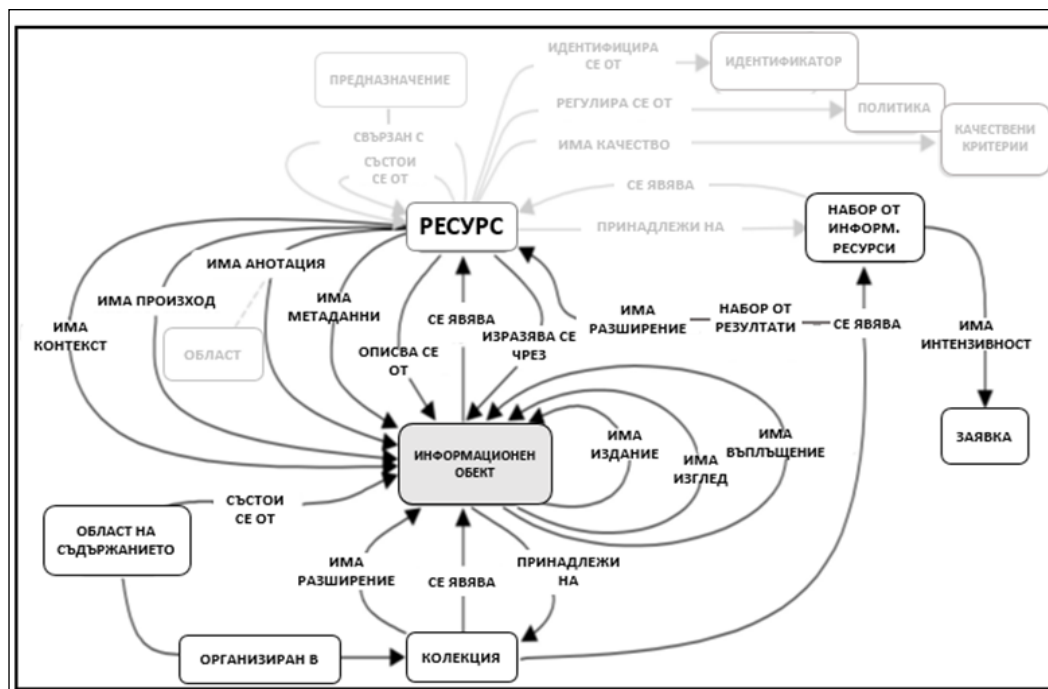 ИДЕНТИФИЦИРА
СЕ ОТ
ИДЕНТИФИКАТОР
ПРЕДНАЗНАЧЕНИЕ
РЕГУЛИРА СЕ ОТ
ПОЛИТИКА
СВЪРЗАН С
ИМА КАЧЕСТВО
КАЧЕСТВЕНИ
КРИТЕРИИ
СЪСТОИ
СЕ ОТ
СЕ ЯВЯВА
РЕСУРС
ПРИНАДЛЕЖИ НА
НАБОР ОТ
ИНФОРМ.
РЕСУРСИ
ИМА АНОТАЦИЯ
ИМА ПРОИЗХОД
ИМА
МЕТАДАННИ
ИМА
КОНТЕКСТ
ОБЛАСТ
СЕ ЯВЯВА
ОПИСВА СЕ
ОТ
ИЗРАЗЯВА СЕ
ЧРЕЗ
ИМА
РАЗШИРЕНИЕ
НАБОР ОТ
РЕЗУЛТАТИ
СЕ ЯВЯВА
ИМА
ИНТЕНЗИВНОСТ
ЗАЯВКА
ИНФОРМАЦИОНЕН
ОБЕКТ
ИМА
ИЗДАНИЕ
ИМА
ИЗГЛЕД
ИМА
ВЪПЛЪЩЕНИЕ
СЪСТОИ
СЕ ОТ
ОБЛАСТ НА
СЪДЪРЖАНИЕТО
ИМА
РАЗШИРЕНИЕ
СЕ ЯВЯВА
ПРИНАДЛЕЖИ
НА
ОРГАНИЗИРАН В
КОЛЕКЦИЯ